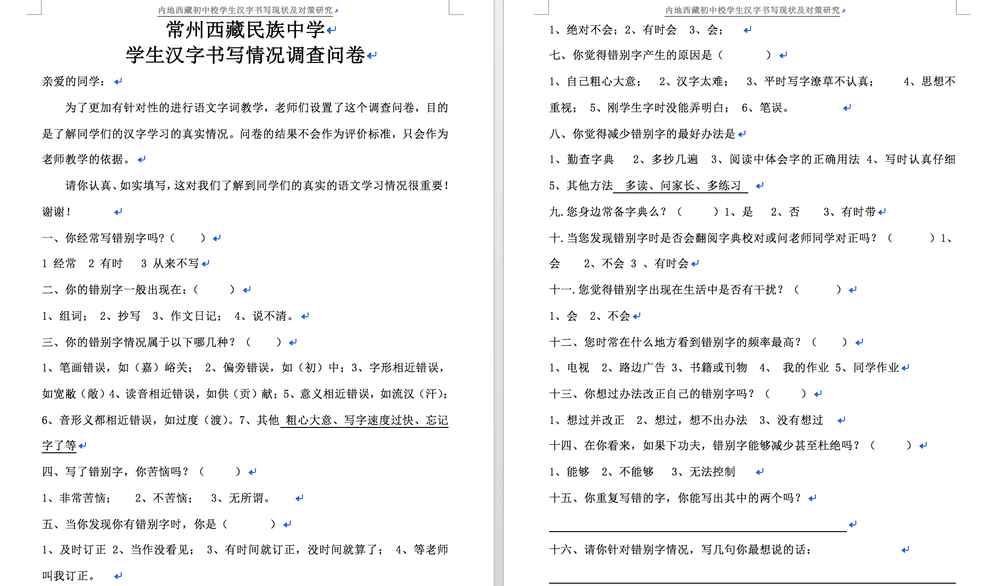 内地西藏初中校学生汉字书写现状及对策研究
常州西藏民族中学
学生汉字书写情况调查问卷
亲爱的同学：
为了更加有针对性的进行语文字词教学，老师们设置了这个调查问卷，目的
是了解同学们的汉字学习的真实情况。问卷的结果不会作为评价标准，只会作为
老师教学的依据。
请你认真、如实填写，这对我们了解到同学们的真实的语文学习情况很重要！
谢谢！
一、你经常写错别字吗?（　　）
1 经常　2 有时　 3 从来不写
二、你的错别字一般出现在：（　　）
1、组词； 2、抄写　3、作文日记； 4、说不清。
三、你的错别字情况属于以下哪几种？（　　）
1、笔画错误，如（嘉）峪关； 2、偏旁错误，如（初）中；3、字形相近错误，
如宽敝（敞）4、读音相近错误，如供（贡）献；5、意义相近错误，如流汉（汗）；
6、音形义都相近错误，如过度（渡）。7、其他 粗心大意、写字速度过快、忘记
字了等
四、写了错别字，你苦恼吗？（　　）
1、非常苦恼；　 2、不苦恼；　3、无所谓。
五、当你发现你有错别字时，你是（　　　）
1、及时订正 2、当作没看见； 3、有时间就订正，没时间就算了； 4、等老师
叫我订正。
内地西藏初中校学生汉字书写现状及对策研究
1、绝对不会；2、有时会　3、会；
七、你觉得错别字产生的原因是（　　　）
1、自己粗心大意；　2、汉字太难；　3、平时写字潦草不认真；　　4、思想不
重视； 5、刚学生字时没能弄明白； 6、笔误。
八、你觉得减少错别字的最好办法是
1、勤查字典　 2、多抄几遍　3、阅读中体会字的正确用法 4、写时认真仔细
5、其他方法　多读、问家长、多练习
九.您身边常备字典么？（　　）1、是　 2、否　　3、有时带
十.当您发现错别字时是否会翻阅字典校对或问老师同学对正吗？（　　　）1、
会　　2、不会 3 、有时会
十一.您觉得错别字出现在生活中是否有干扰？（　　　）
1、会　2、不会
十二、您时常在什么地方看到错别字的频率最高？（　　）
1、电视　2、路边广告 3、书籍或刊物　4、 我的作业 5、同学作业
十三、你想过办法改正自己的错别字吗？（　　）
1、想过并改正　2、想过，想不出办法　3、没有想过
十四、在你看来，如果下功夫，错别字能够减少甚至杜绝吗？（　　）
1、能够　2、不能够　 3、无法控制
十五、你重复写错的字，你能写出其中的两个吗？
十六、请你针对错别字情况，写几句你最想说的话：